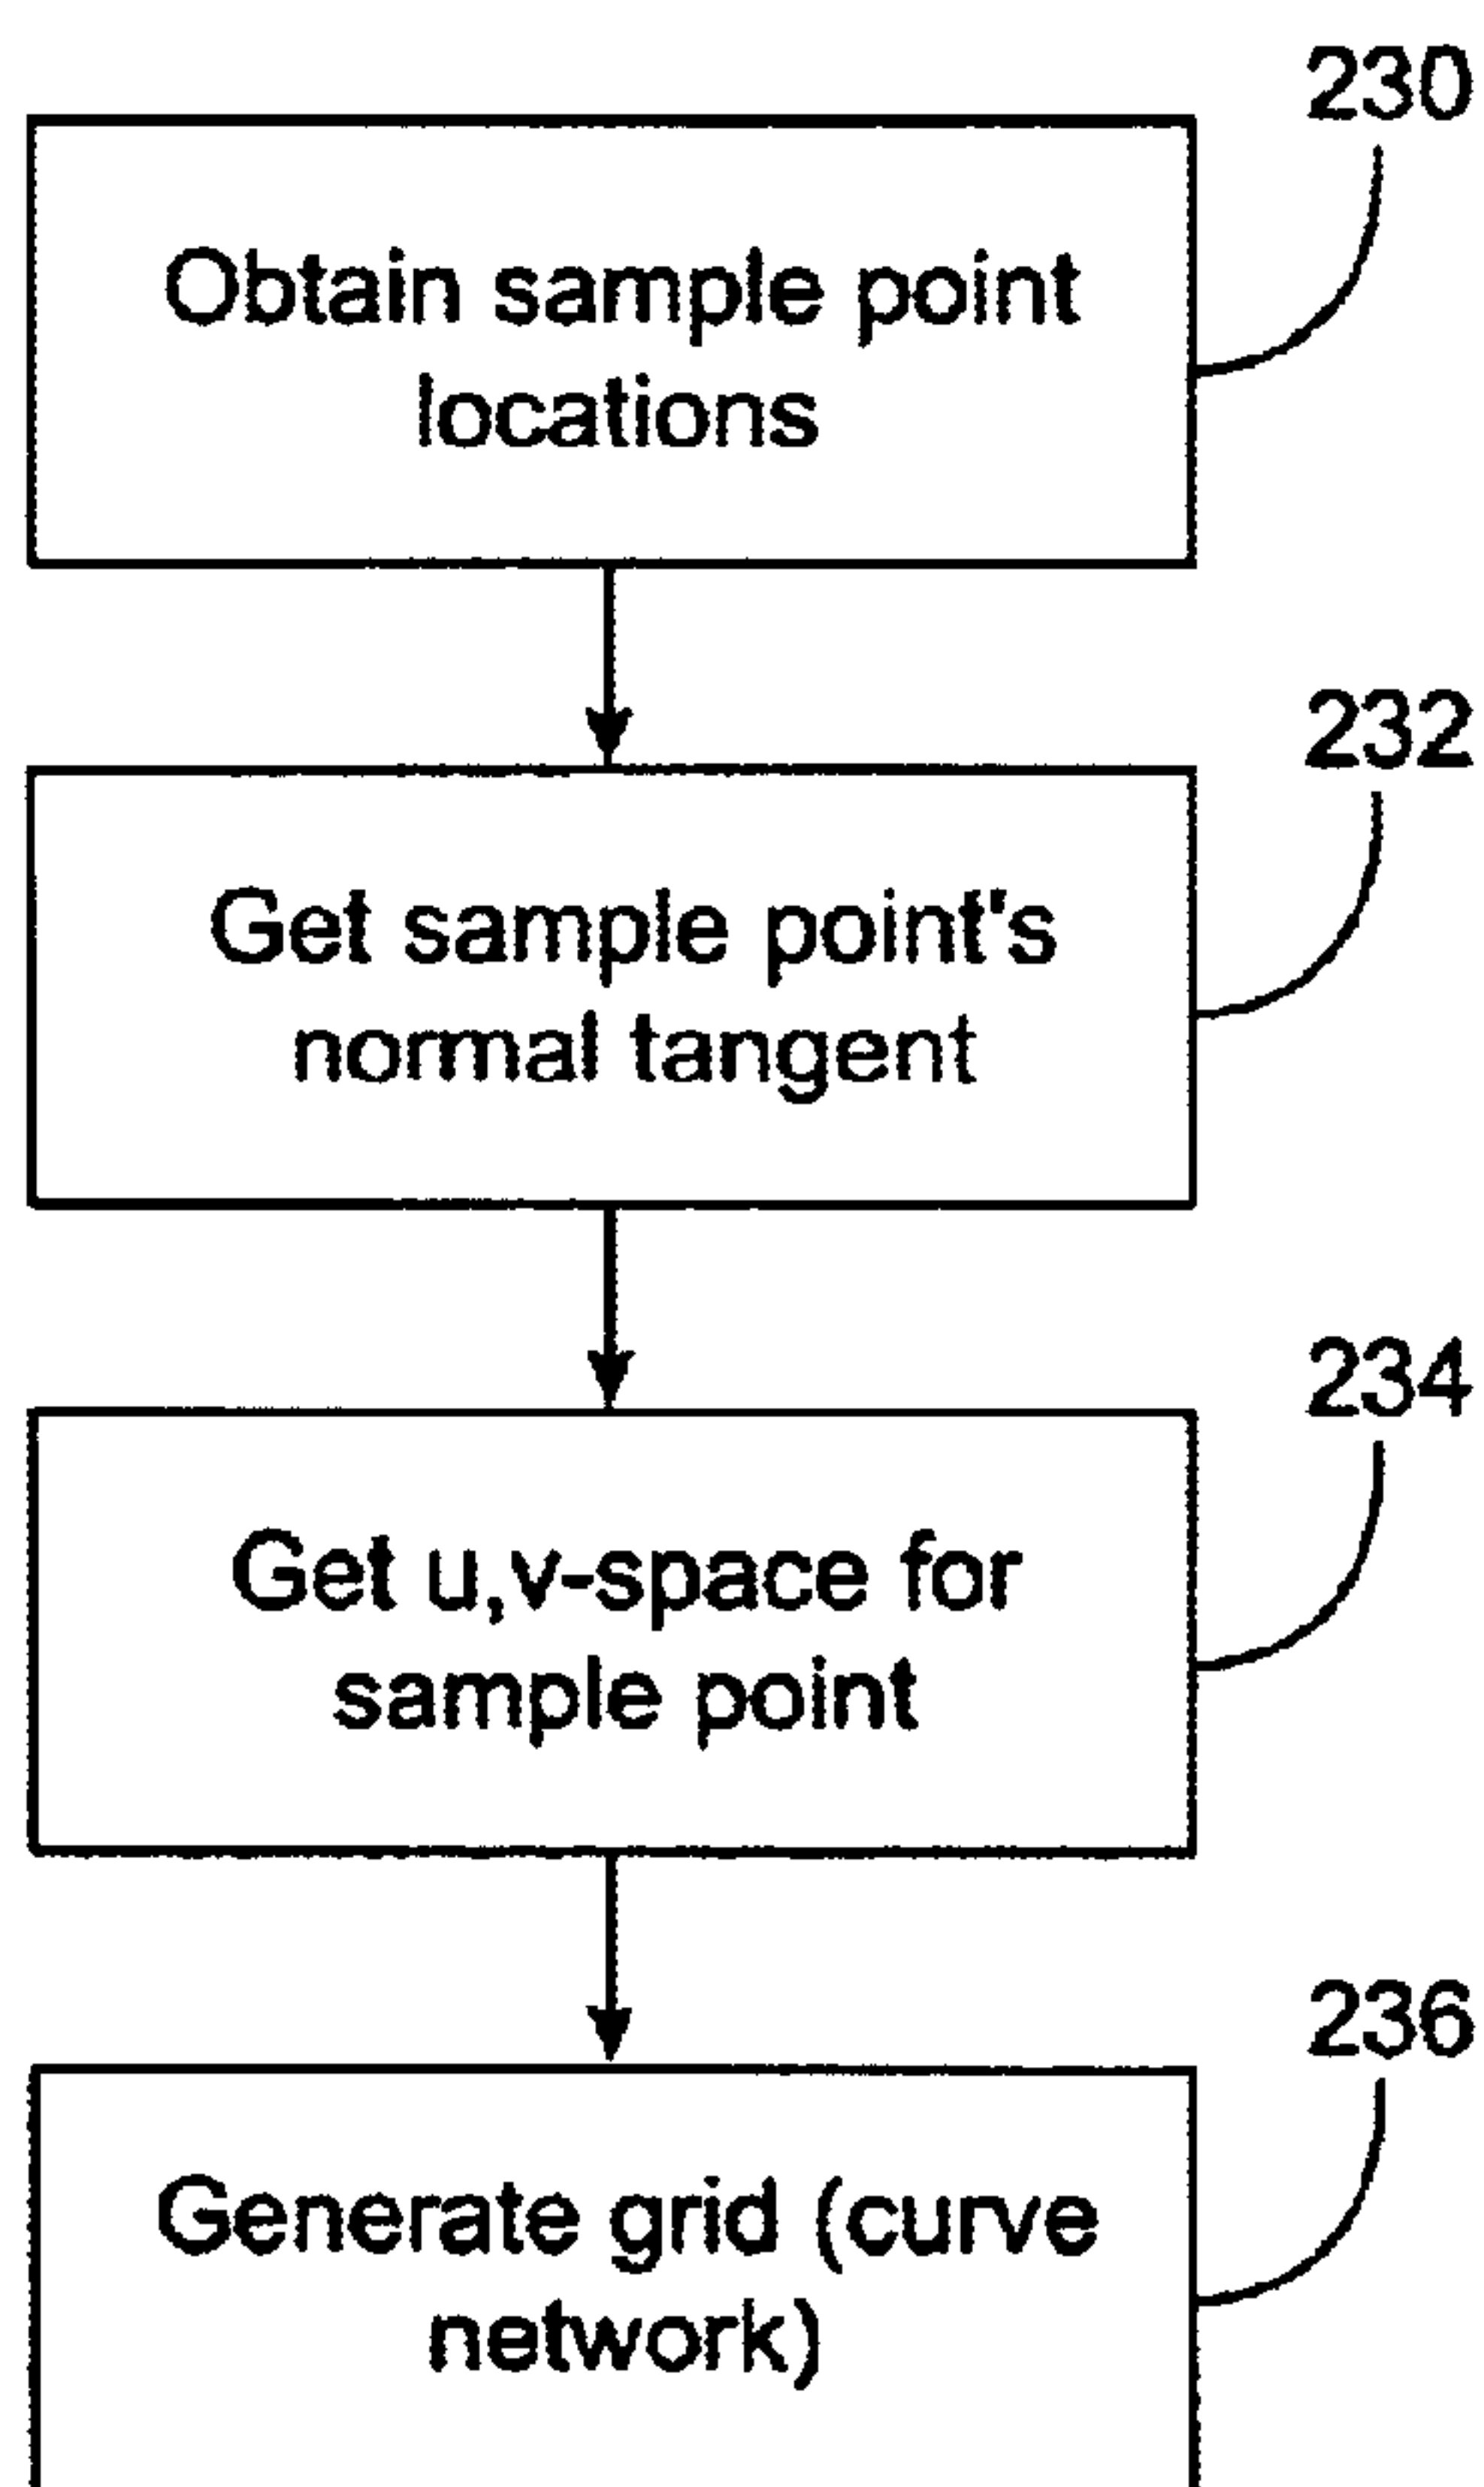 230
Obtain sample point
locations
232
Get sample point's
normal tangent
234
Get u,v-space for
sample point
236
Generate grid (curve
network)